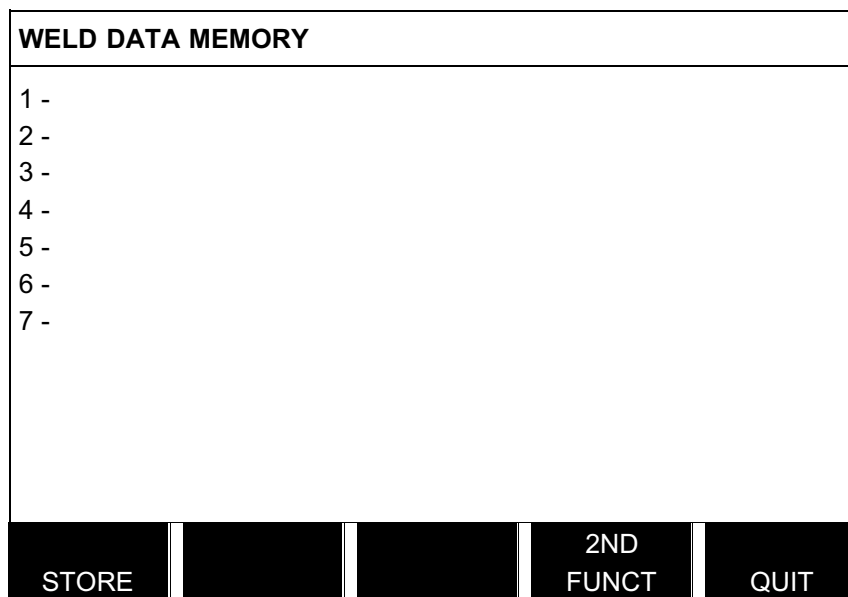 WELD DATA MEMORY
1 -
2 -
3 -
4 -
5 -
6 -
7 -
STORE
2ND
FUNCT
QUIT